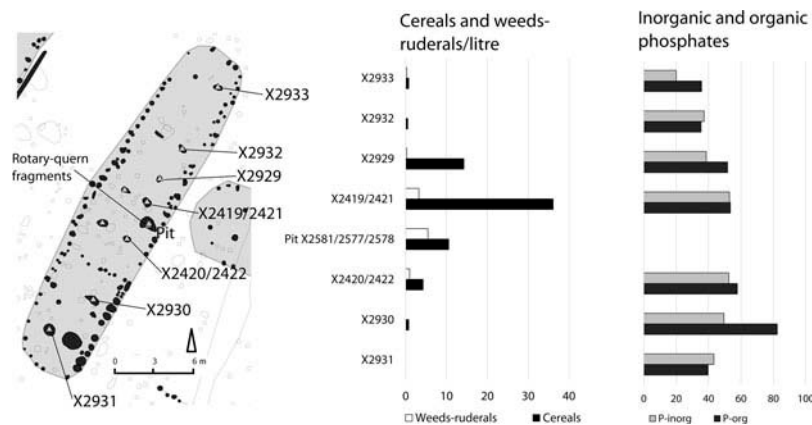 X2933
X2932
Rotary-quern
fragments
X2929
X2419/2421
Pit
X2420/2422
X2930
X2931
0 3 6 m
Cereals and weeds-
ruderals/litre
X2933
X2932
X2929
X2419/2421
Pit X2581/2577/2578
X2420/2422
X2930
X2931
0 10 20 30 40
Weeds-ruderals Cereals
Inorganic and organic
phosphates
0 20 40 60 80 100
P-inorg P-org